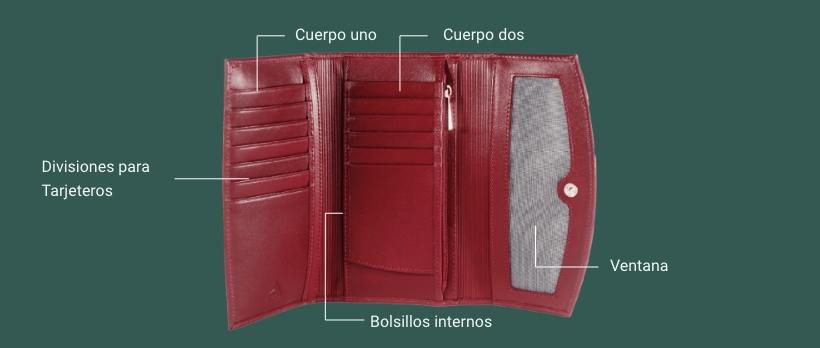 Cuerpo uno
Cuerpo dos
Divisiones para
Tarjeteros
Ventana
Bolsillos internos